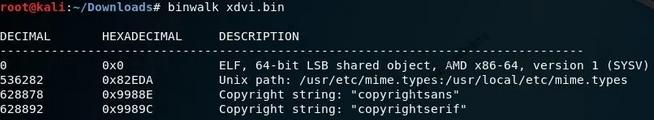 root@kali:~/Downloads# binwalk xdvi.bin
DECIMAL HEXADECIMAL DESCRIPTION
--------------------------------------------------------------------------------
0 0x0 ELF, 64-bit LSB shared object, AMD x86-64, version 1 (SYSV)
536282 0x82EDA Unix path: /usr/etc/mime.types:/usr/local/etc/mime.types
628878 0x9988E Copyright string: "copyrightsans"
628892 0x9989C Copyright string: "copyrightserif"